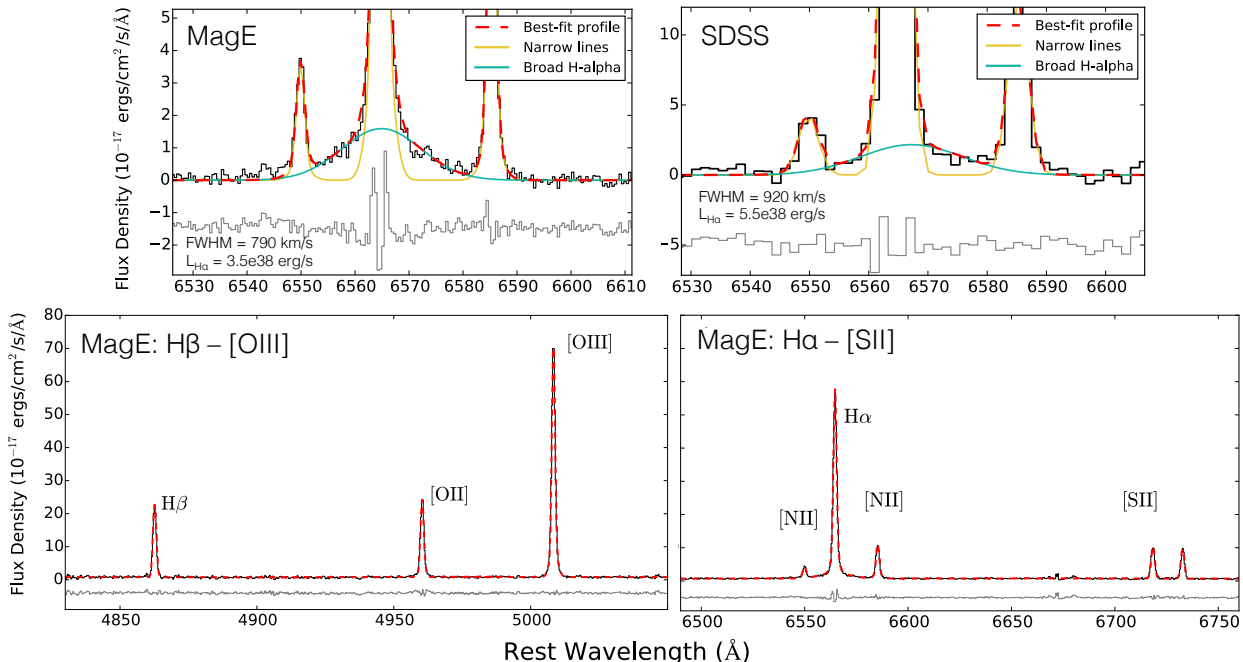 MagE
Best-fit profile
Narrow lines
Broad H-alpha
5
4
3
2
1
0
−1
−2
FWHM = 790 km/s
L_Hα = 3.5e38 erg/s
6530 6540 6550 6560 6570 6580 6590 6600 6610
Flux Density (10⁻¹⁷ ergs/cm²/s/Å)
SDSS
Best-fit profile
Narrow lines
Broad H-alpha
10
5
0
−5
FWHM = 920 km/s
L_Hα = 5.5e38 erg/s
6530 6540 6550 6560 6570 6580 6590 6600
MagE: Hβ – [OIII]
80
70
60
50
40
30
20
10
0
Hβ
[OII]
[OIII]
4850 4900 4950 5000
Flux Density (10⁻¹⁷ ergs/cm²/s/Å)
MagE: Hα – [SII]
[NII]
Hα
[NII]
[SII]
6500 6550 6600 6650 6700 6750
Rest Wavelength (Å)